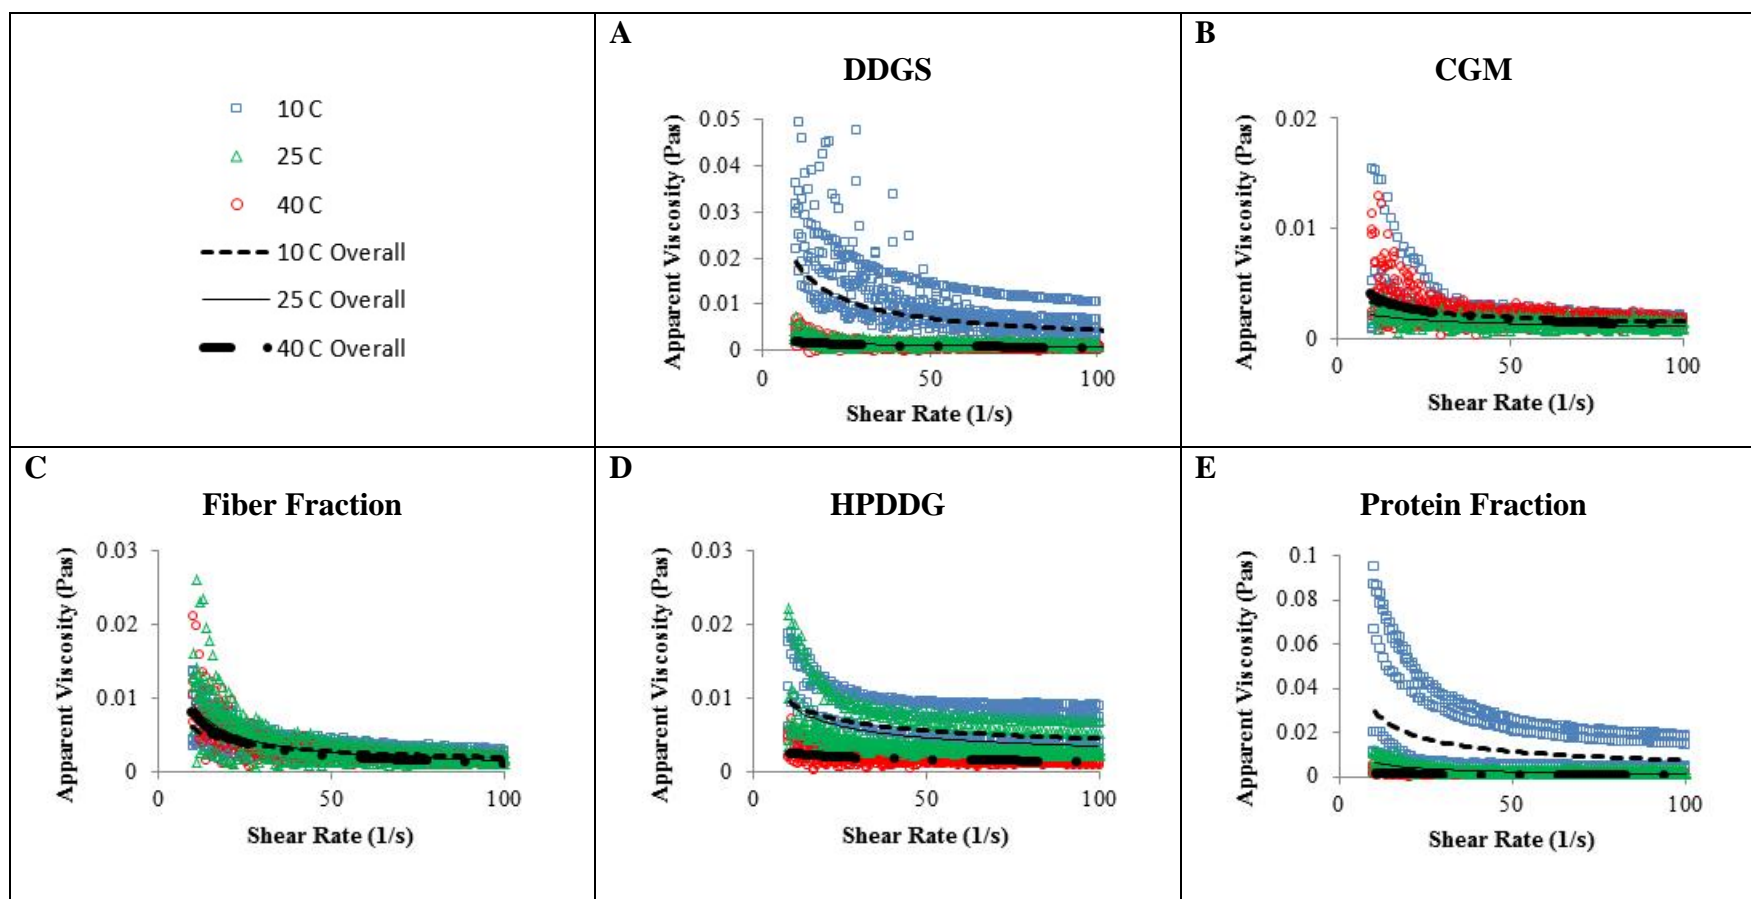 10 C
25 C
40 C
10 C Overall
25 C Overall
40 C Overall
A
DDGS
Apparent Viscosity (Pas)
0.05
0.04
0.03
0.02
0.01
0
0
50
100
Shear Rate (1/s)
B
CGM
Apparent Viscosity (Pas)
0.02
0.01
0
0
50
100
Shear Rate (1/s)
C
Fiber Fraction
Apparent Viscosity (Pas)
0.03
0.02
0.01
0
0
50
100
Shear Rate (1/s)
D
HPDDG
Apparent Viscosity (Pas)
0.03
0.02
0.01
0
0
50
100
Shear Rate (1/s)
E
Protein Fraction
Apparent Viscosity (Pas)
0.1
0.08
0.06
0.04
0.02
0
0
50
100
Shear Rate (1/s)